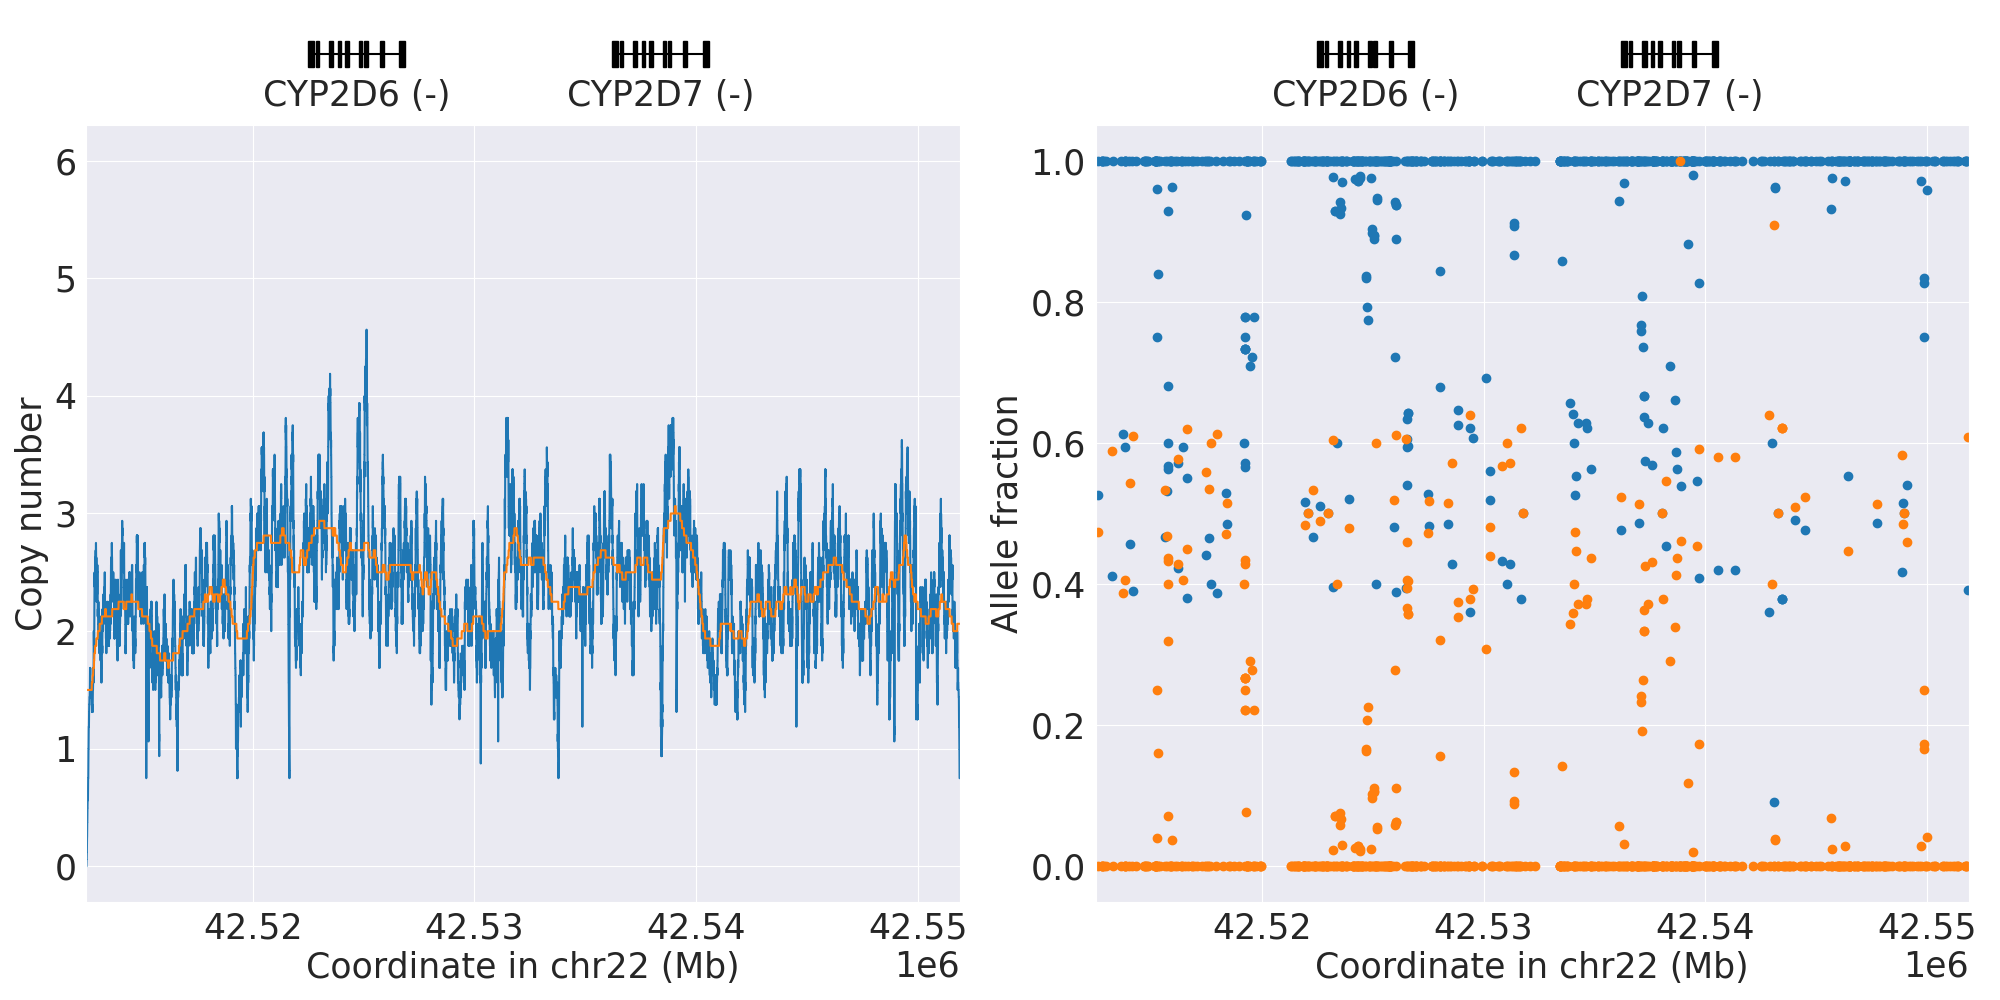 CYP2D6 (-) CYP2D7 (-)
6
5
4
3
2
1
0
Copy number
42.52 42.53 42.54 42.55
Coordinate in chr22 (Mb) 1e6
CYP2D6 (-) CYP2D7 (-)
1.0
0.8
0.6
0.4
0.2
0.0
Allele fraction
42.52 42.53 42.54 42.55
Coordinate in chr22 (Mb) 1e6